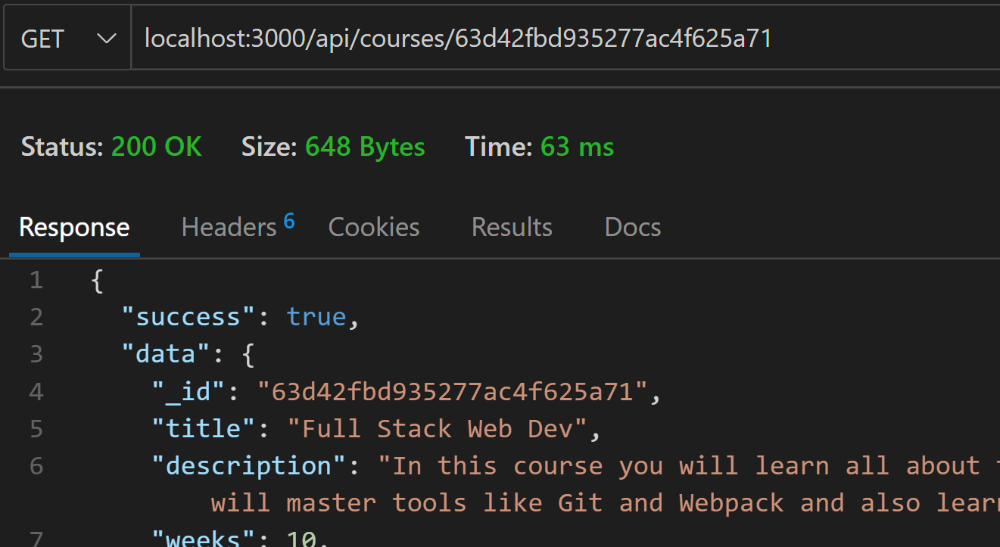 GET localhost:3000/api/courses/63d42fbd935277ac4f625a71
Status: 200 OK Size: 648 Bytes Time: 63 ms
Response Headers 6 Cookies Results Docs
1 {
2 "success": true,
3 "data": {
4 "_id": "63d42fbd935277ac4f625a71",
5 "title": "Full Stack Web Dev",
6 "description": "In this course you will learn all about
will master tools like Git and Webpack and also
7 "weeks": 10,